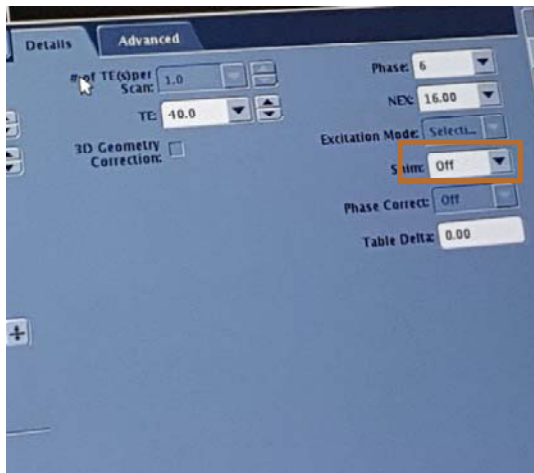 Details Advanced
# of TE(s)per Scan: 1.0
TE: 40.0
3D Geometry Correction:
Phase: 6
NEX: 16.00
Excitation Mode: Selecti...
Shim: Off
Phase Correct: Off
Table Delta: 0.00